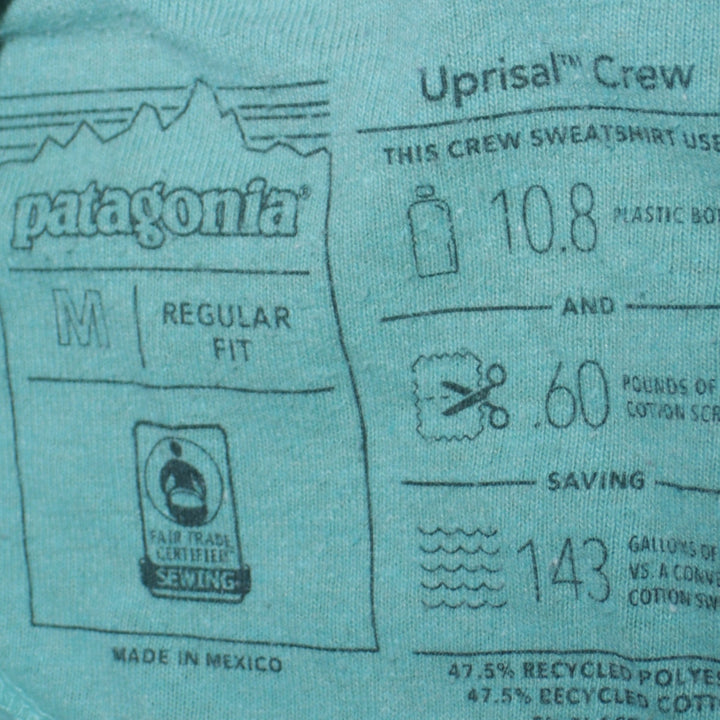 patagonia®
M
REGULAR
FIT
FAIR TRADE
CERTIFIED™
SEWING
MADE IN MEXICO
Uprisal™ Crew
THIS CREW SWEATSHIRT USE
10.8
PLASTIC BOT
AND
.60
POUNDS OF
COTTON SCR
SAVING
143
GALLONS OF
VS. A CONV
COTTON SW
47.5% RECYCLED POLYES
47.5% RECYCLED COTT